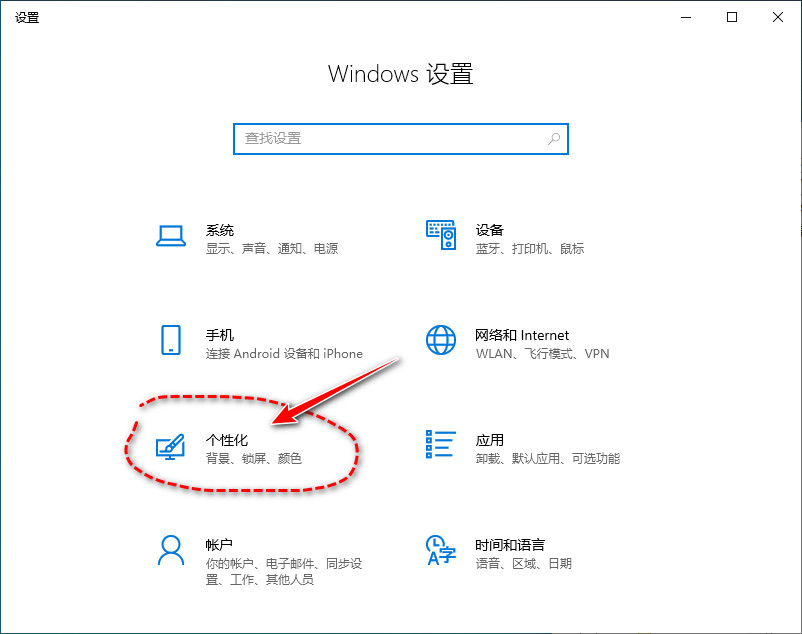 设置
Windows 设置
查找设置
系统
显示、声音、通知、电源
设备
蓝牙、打印机、鼠标
手机
连接 Android 设备和 iPhone
网络和 Internet
WLAN、飞行模式、VPN
个性化
背景、锁屏、颜色
应用
卸载、默认应用、可选功能
帐户
你的帐户、电子邮件、同步设
置、工作、其他人员
时间和语言
语音、区域、日期